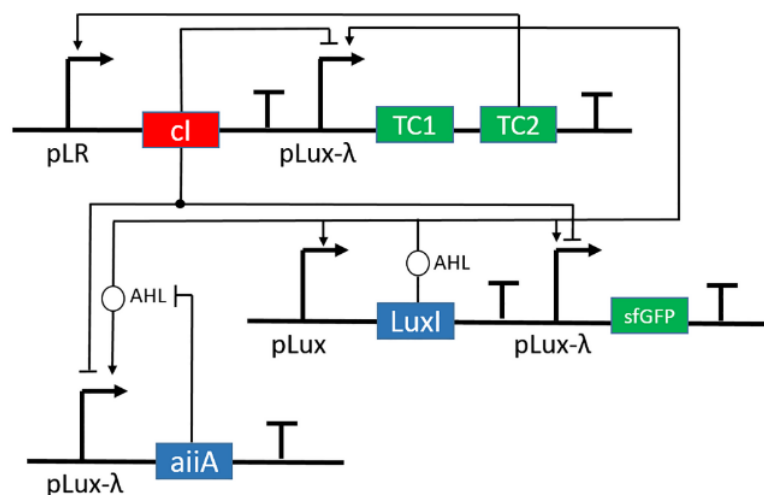 cI
TC1
TC2
pLR
pLux-λ
AHL
AHL
LuxI
sfGFP
pLux
pLux-λ
aiiA
pLux-λ